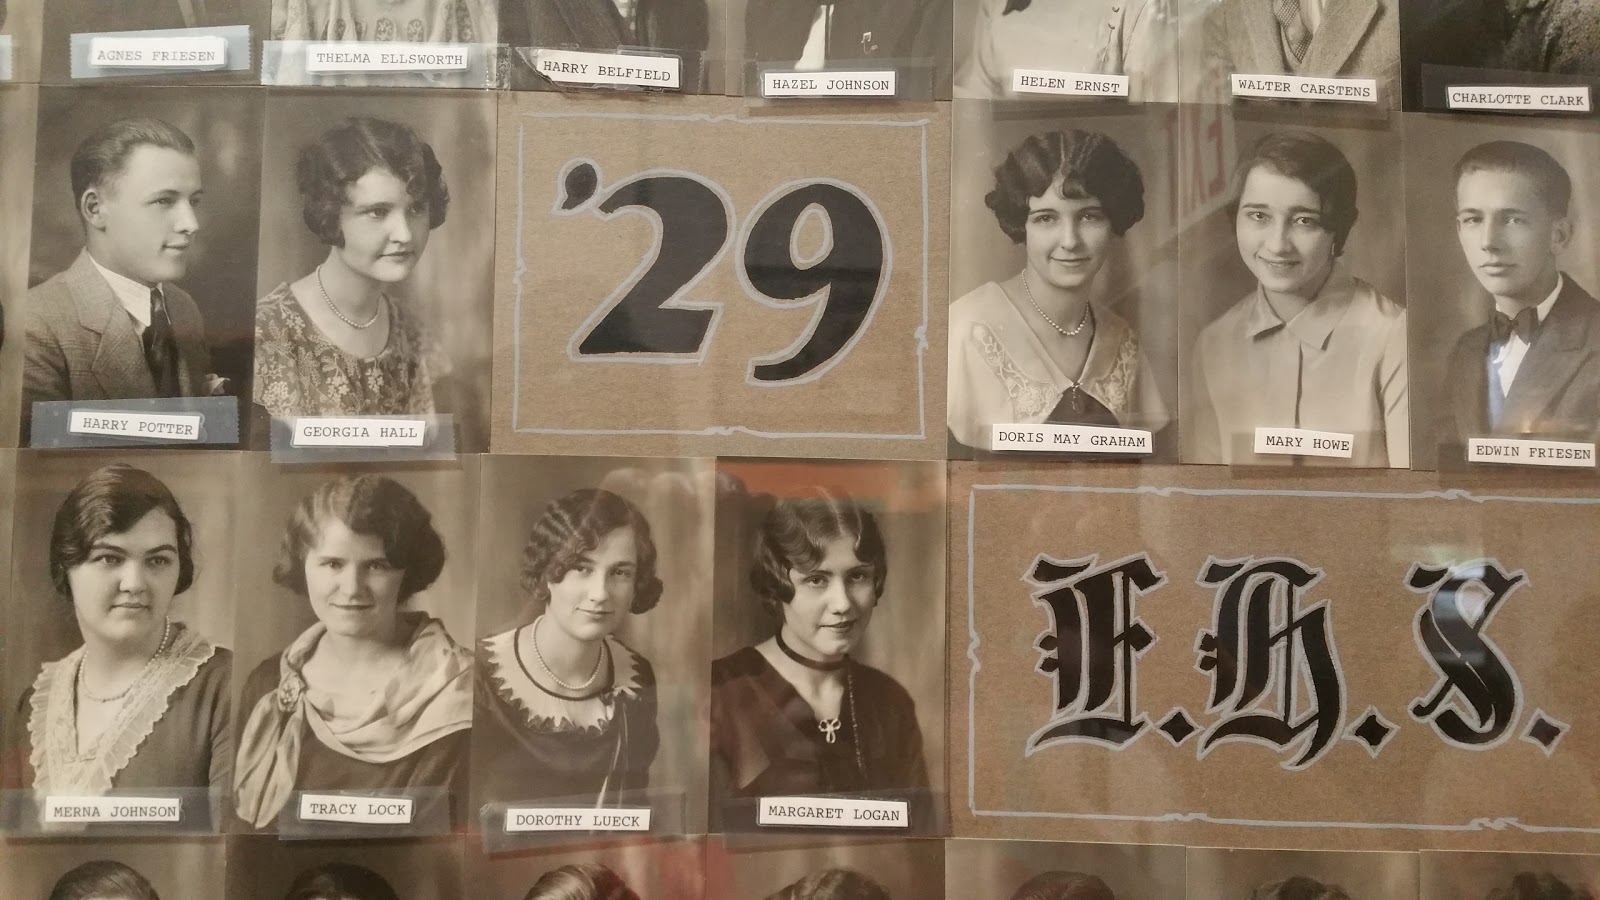 AGNES FRIESEN
THELMA ELLSWORTH
HARRY BELFIELD
HAZEL JOHNSON
HELEN ERNST
WALTER CARSTENS
CHARLOTTE CLARK
EXIT
'29
HARRY POTTER
GEORGIA HALL
DORIS MAY GRAHAM
MARY HOWE
EDWIN FRIESEN
E.H.S.
MERNA JOHNSON
TRACY LOCK
DOROTHY LUECK
MARGARET LOGAN